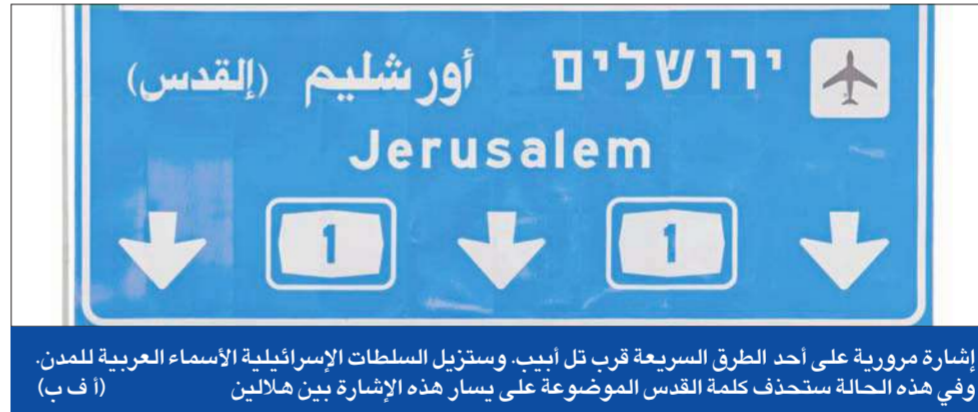 ירושלים أورشليم (القدس)
Jerusalem
1 1
إشارة مرورية على أحد الطرق السريعة قرب تل أبيب. وستزيل السلطات الإسرائيلية الأسماء العربية للمدن.
وفي هذه الحالة ستحذف كلمة القدس الموضوعة على يسار هذه الإشارة بين هلالين (أ ف ب)